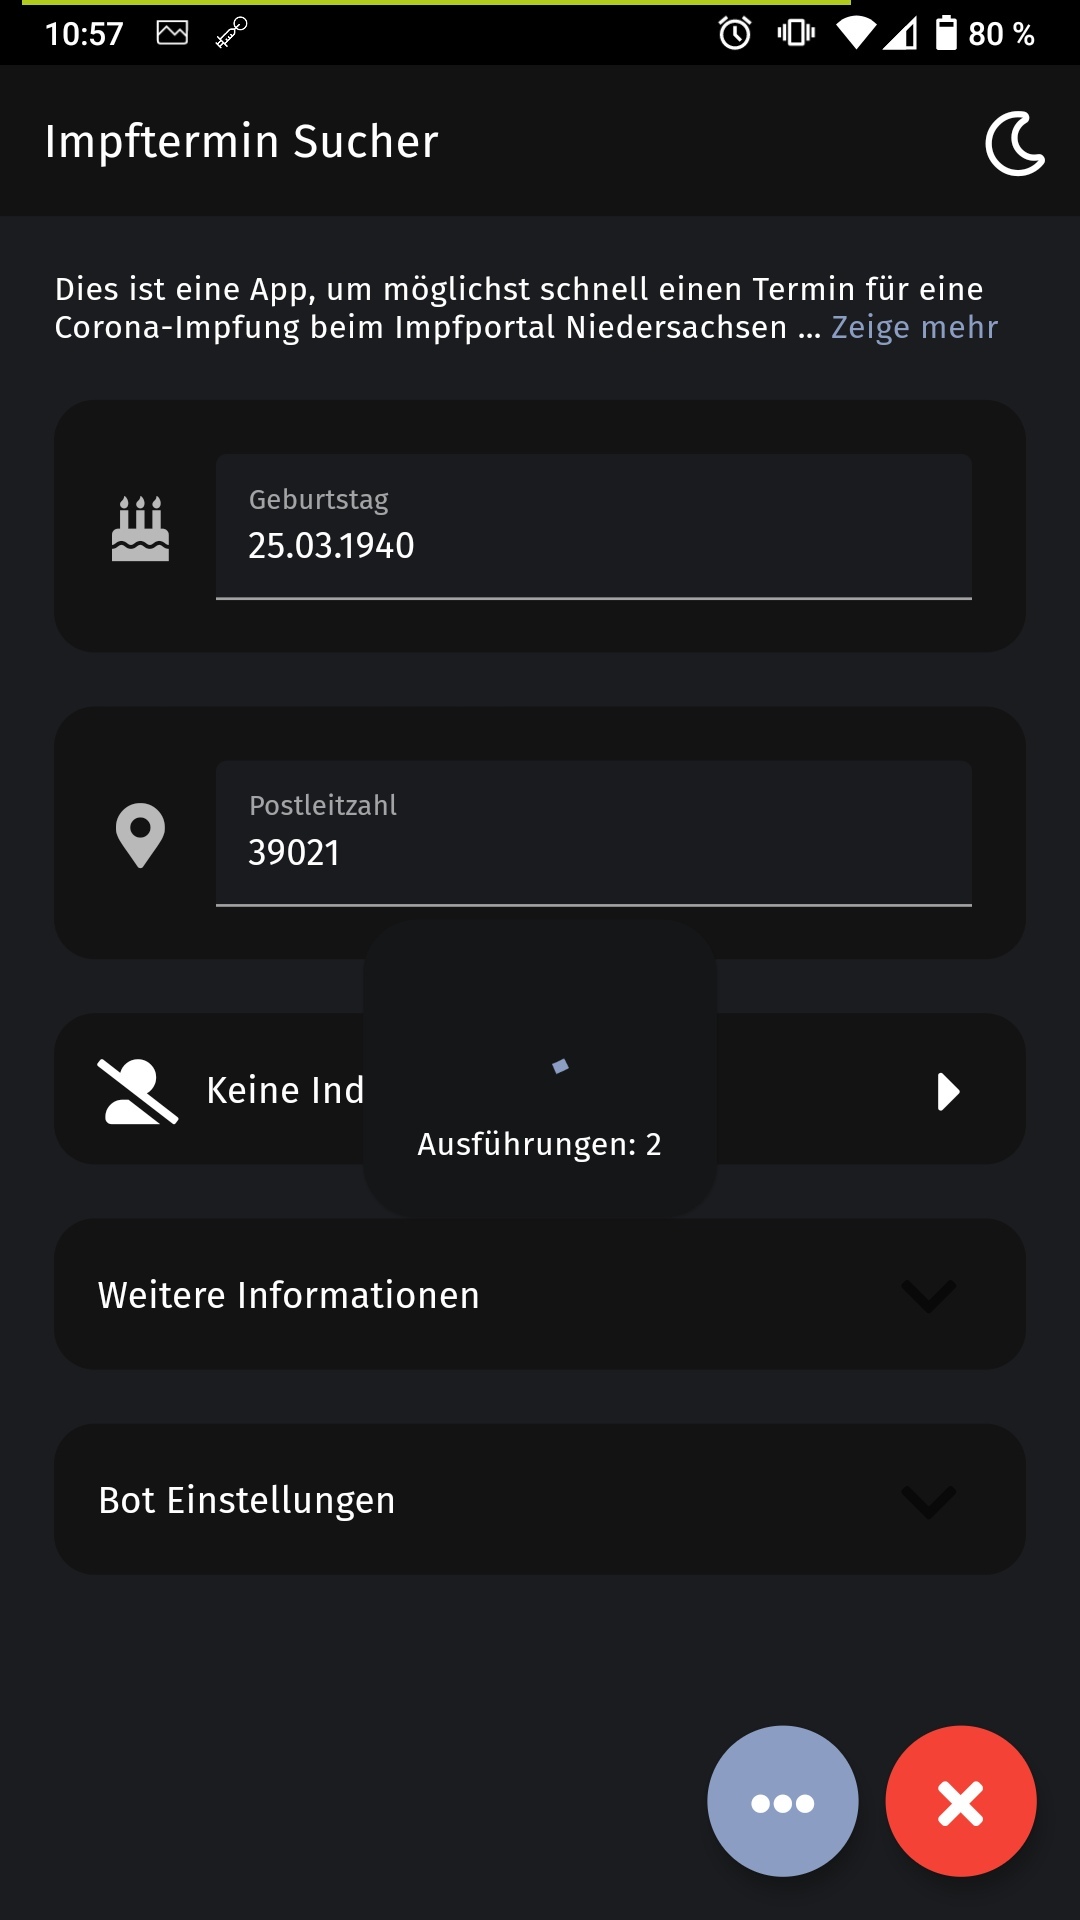 10:57
80 %
Impftermin Sucher
Dies ist eine App, um möglichst schnell einen Termin für eine
Corona-Impfung beim Impfportal Niedersachsen ... Zeige mehr
Geburtstag
25.03.1940
Postleitzahl
39021
Keine Ind
Ausführungen: 2
Weitere Informationen
Bot Einstellungen